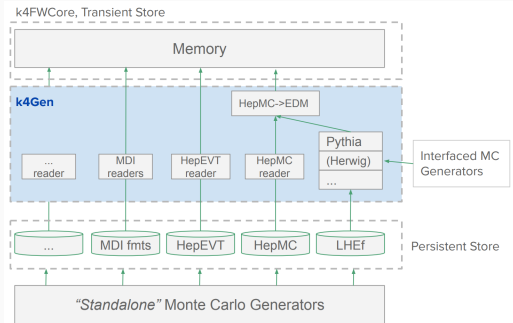 k4FWCore, Transient Store
Memory
k4Gen
HepMC->EDM
Pythia
(Herwig)
...
Interfaced MC
Generators
...
reader
MDI
readers
HepEVT
reader
HepMC
reader
...
MDI fmts
HepEVT
HepMC
LHEf
Persistent Store
“Standalone” Monte Carlo Generators